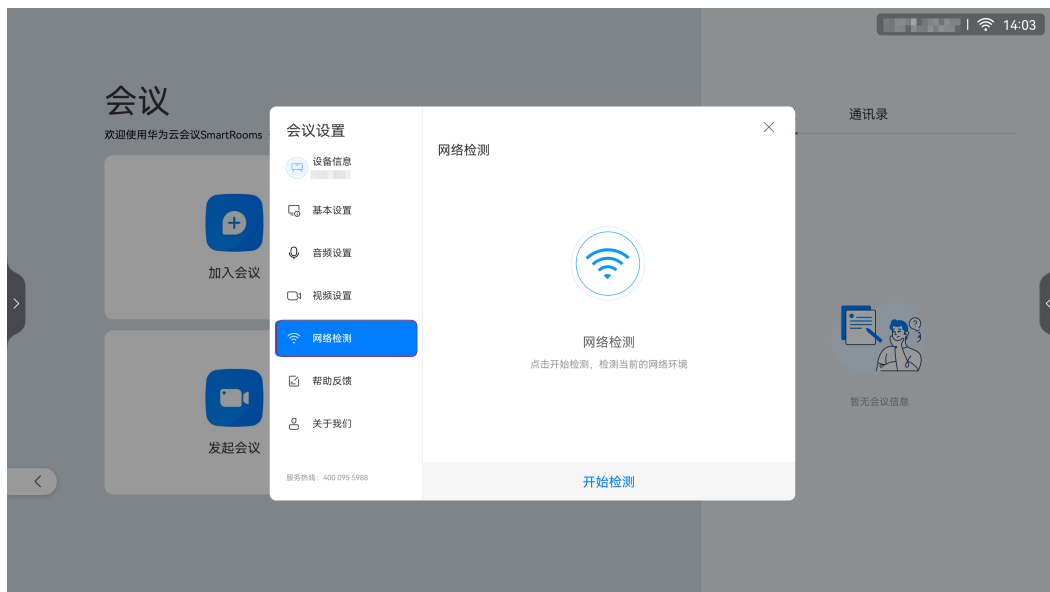 14:03
会议
欢迎使用华为云会议SmartRooms
加入会议
发起会议
会议设置
设备信息
基本设置
音频设置
视频设置
网络检测
帮助反馈
关于我们
服务热线：400 095 5988
网络检测
网络检测
点击开始检测，检测当前的网络环境
开始检测
通讯录
暂无会议信息